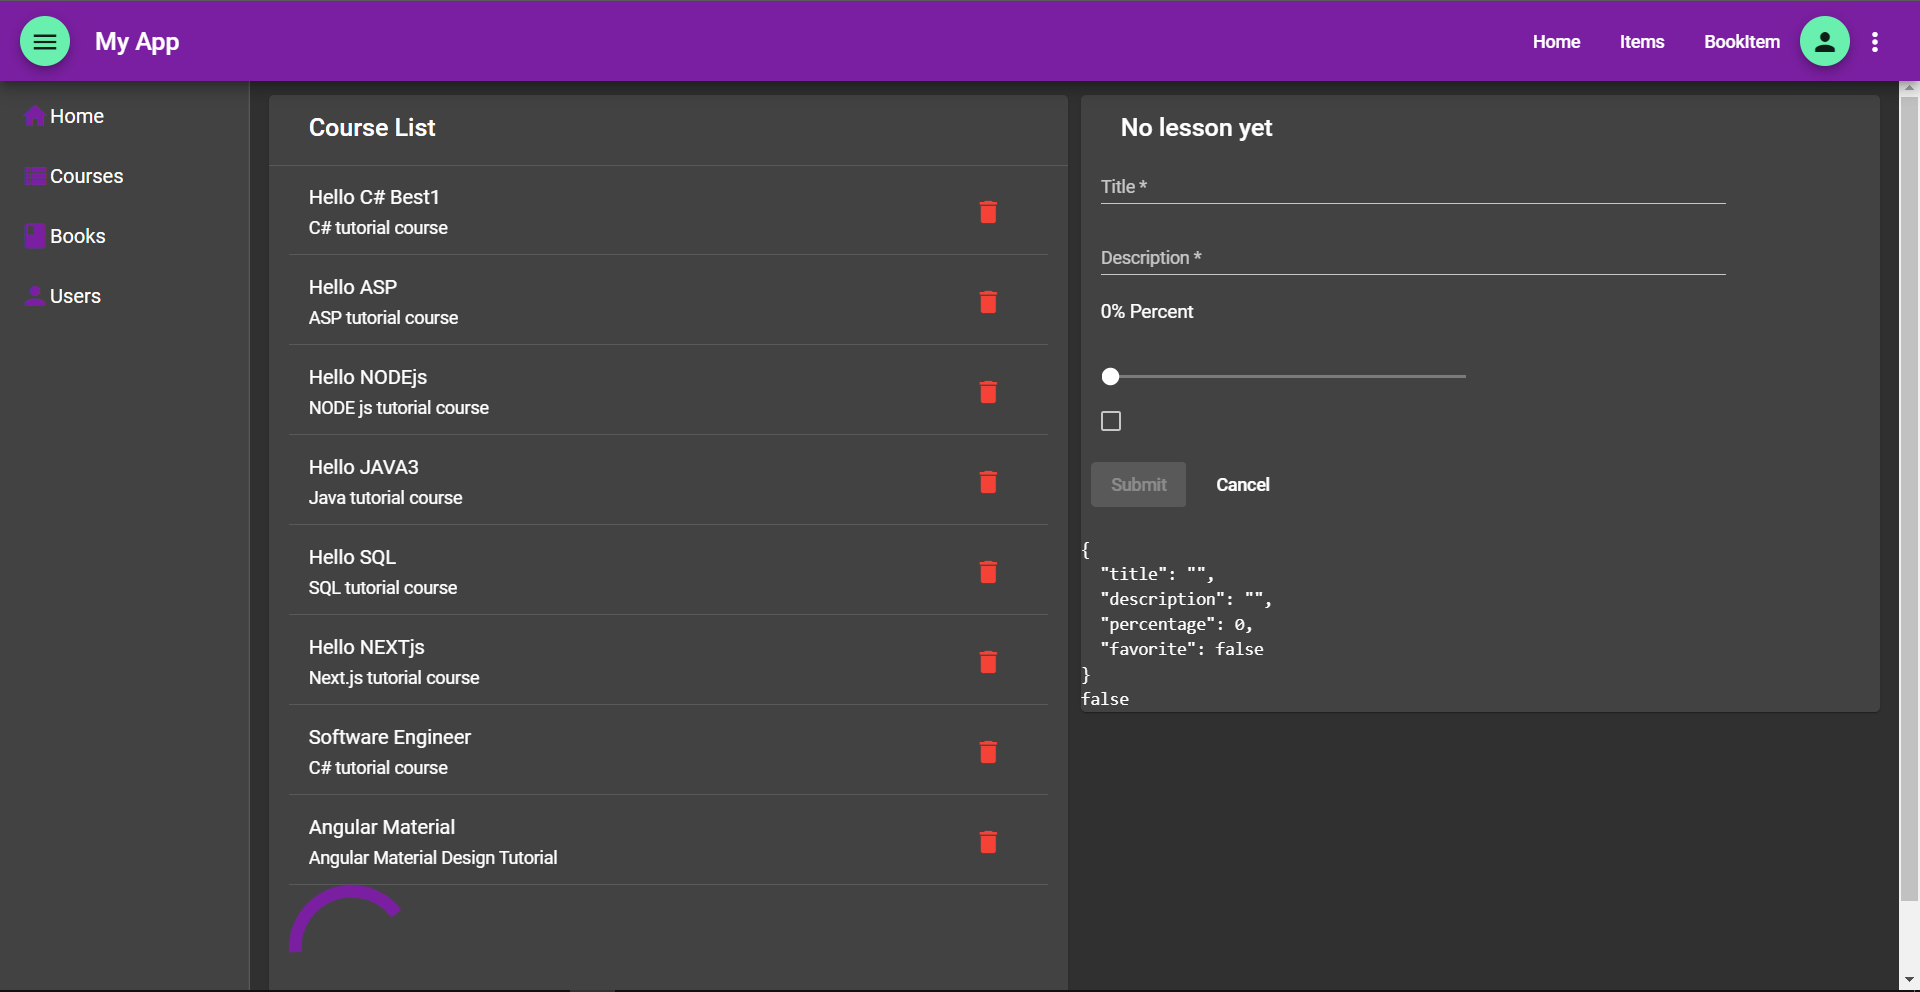 My App
Home
Items
BookItem
Home
Courses
Books
Users
Course List
Hello C# Best1
C# tutorial course
Hello ASP
ASP tutorial course
Hello NODEjs
NODE js tutorial course
Hello JAVA3
Java tutorial course
Hello SQL
SQL tutorial course
Hello NEXTjs
Next.js tutorial course
Software Engineer
C# tutorial course
Angular Material
Angular Material Design Tutorial
No lesson yet
Title *
Description *
0% Percent
Submit
Cancel
{
  "title": "",
  "description": "",
  "percentage": 0,
  "favorite": false
}
false